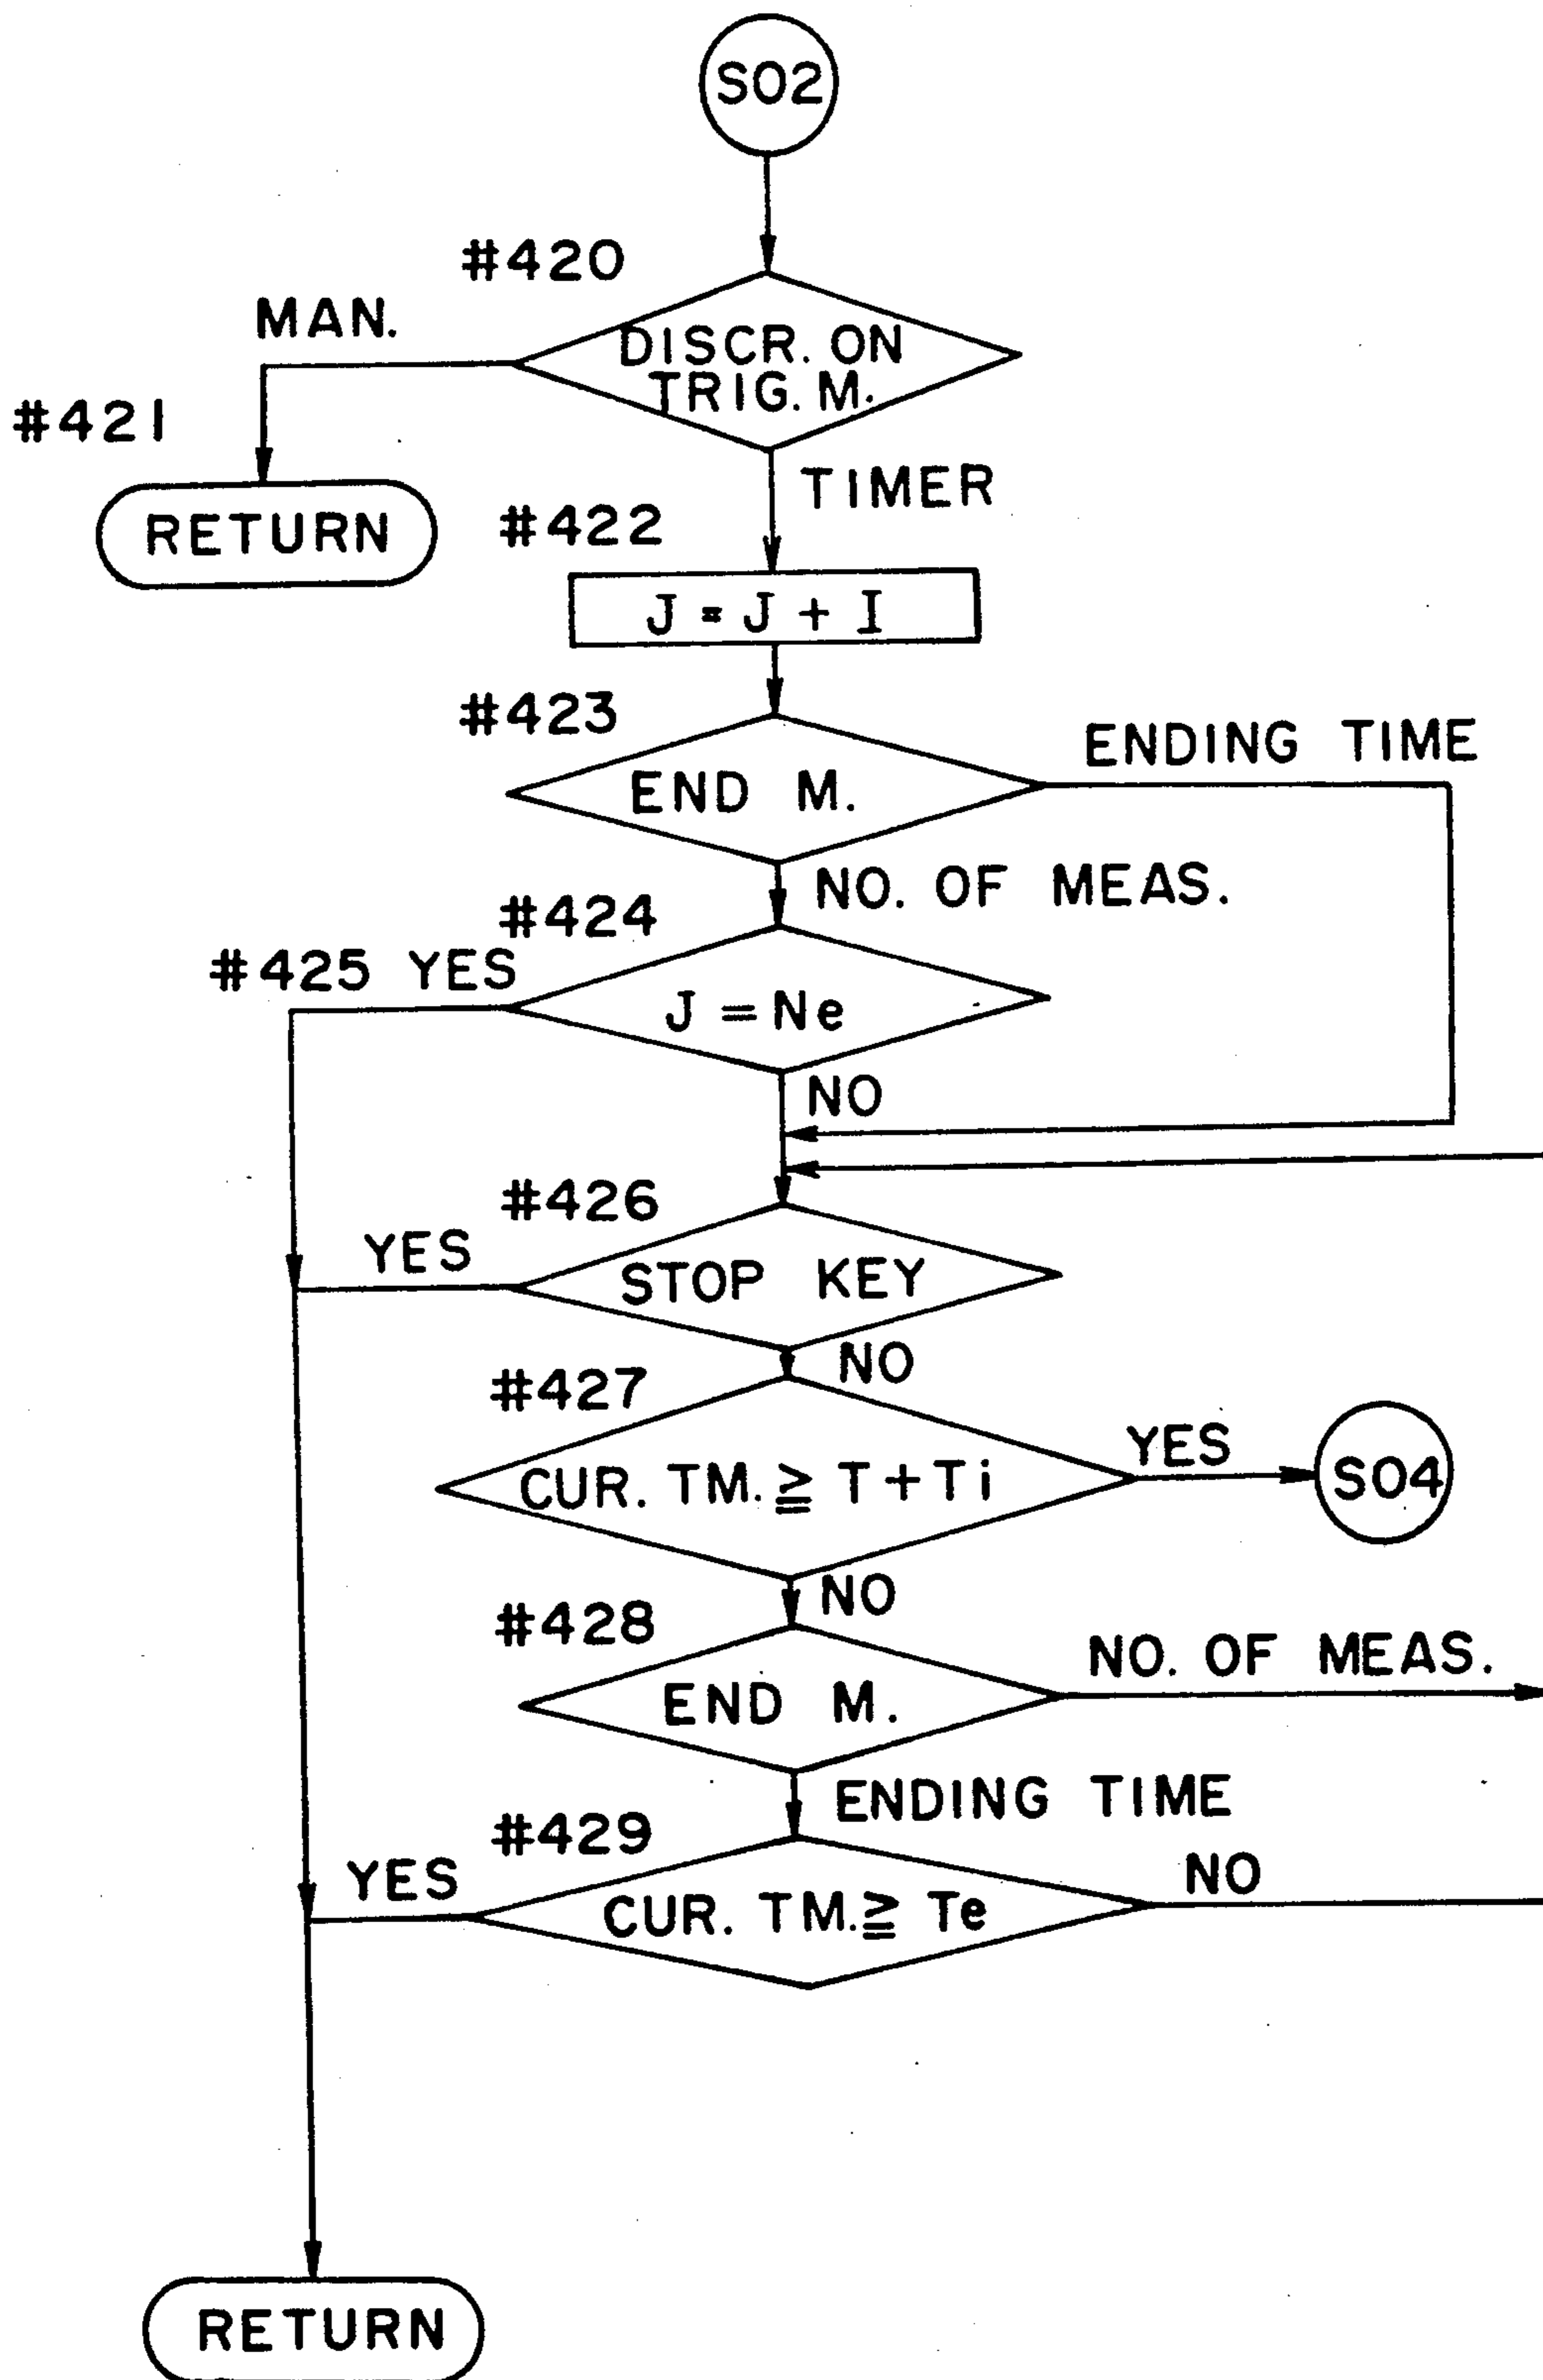 S02
#420
MAN.
DISCR. ON
TRIG. M.
#421
TIMER
RETURN
#422
J = J + I
#423
ENDING TIME
END M.
NO. OF MEAS.
#424
#425 YES
J = Ne
NO
#426
YES
STOP KEY
NO
#427
YES
CUR. TM. ≧ T + Ti
S04
NO
#428
NO. OF MEAS.
END M.
ENDING TIME
#429
YES
NO
CUR. TM. ≧ Te
RETURN